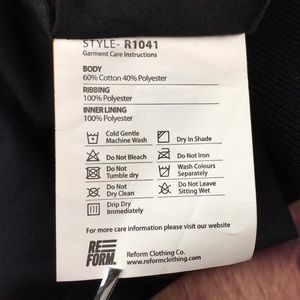 STYLE- R1041
Garment Care Instructions
BODY
60% Cotton 40% Polyester
RIBBING
100% Polyester
INNER LINING
100% Polyester
Cold Gentle
Machine Wash
Dry In Shade
Do Not Bleach
Do Not Iron
Do Not
Tumble dry
Wash Colours
Separately
Do Not
Dry Clean
Do Not Leave
Sitting Wet
Drip Dry
Immediately
For more care information please visit our website
RE
FORM.
Reform Clothing Co.
www.reformclothing.com